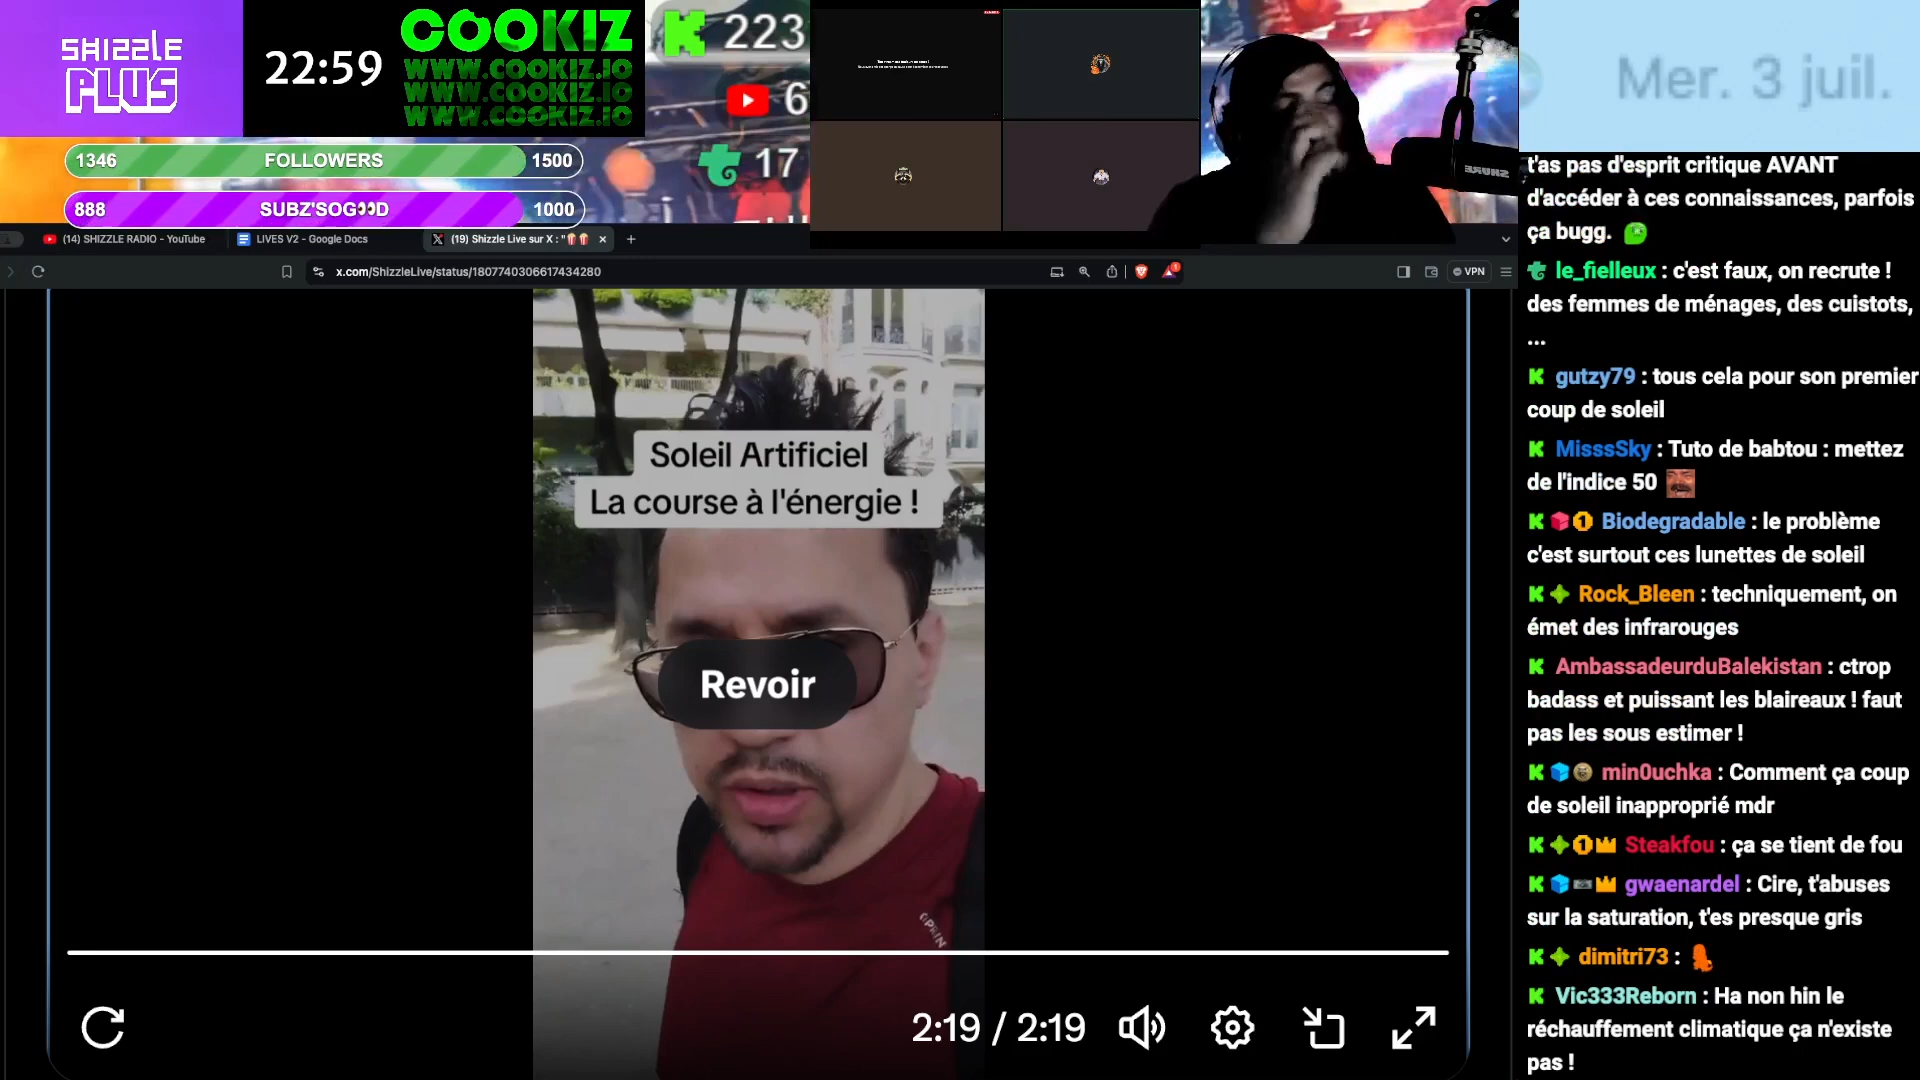 SHIZZLE
PLUS
22:59
COOKIZ
WWW.COOKIZ.IO
WWW.COOKIZ.IO
WWW.COOKIZ.IO
223
6
17
1346 FOLLOWERS 1500
888 SUBZ'SOG👀D 1000
Mer. 3 juil.
SHURE
(14) SHIZZLE RADIO - YouTube
LIVES V2 - Google Docs
(19) Shizzle Live sur X : "🍿🍿
x.com/ShizzleLive/status/1807740306617434280
VPN
Soleil Artificiel
La course à l'énergie !
Revoir
2:19 / 2:19
t'as pas d'esprit critique AVANT
d'accéder à ces connaissances, parfois
ça bugg.
le_fielleux : c'est faux, on recrute !
des femmes de ménages, des cuistots,
...
gutzy79 : tous cela pour son premier
coup de soleil
MisssSky : Tuto de babtou : mettez
de l'indice 50
Biodegradable : le problème
c'est surtout ces lunettes de soleil
Rock_Bleen : techniquement, on
émet des infrarouges
AmbassadeurduBalekistan : ctrop
badass et puissant les blaireaux ! faut
pas les sous estimer !
min0uchka : Comment ça coup
de soleil inapproprié mdr
Steakfou : ça se tient de fou
gwaenardel : Cire, t'abuses
sur la saturation, t'es presque gris
dimitri73 :
Vic333Reborn : Ha non hin le
réchauffement climatique ça n'existe
pas !